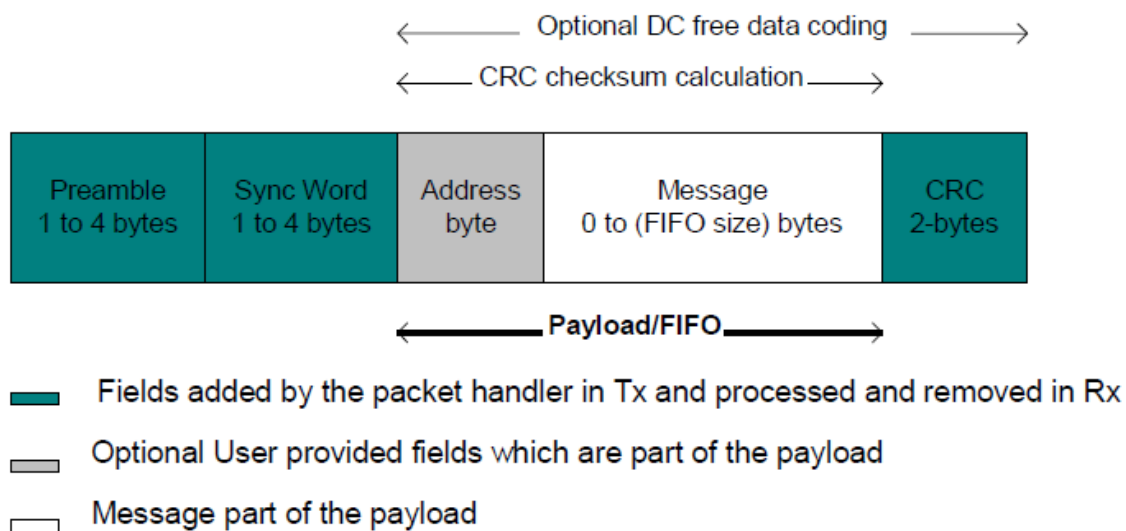 Optional DC free data coding
CRC checksum calculation
Preamble
1 to 4 bytes
Sync Word
1 to 4 bytes
Address
byte
Message
0 to (FIFO size) bytes
CRC
2-bytes
Payload/FIFO
Fields added by the packet handler in Tx and processed and removed in Rx
Optional User provided fields which are part of the payload
Message part of the payload